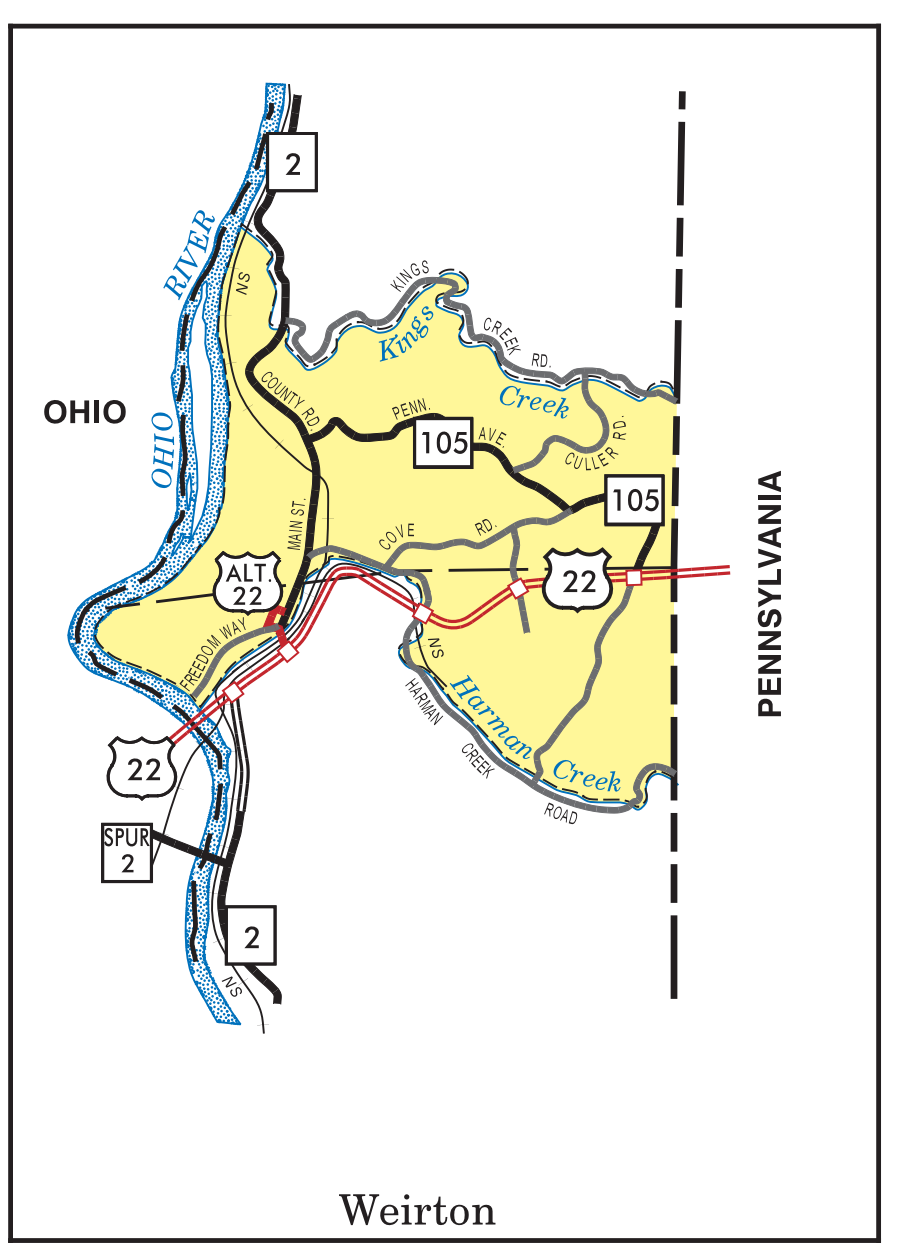 2
RIVER
NS
KINGS
Kings
CREEK
RD.
OHIO
COUNTY RD.
PENN.
Creek
105
AVE.
CULLER RD.
OHIO
105
MAIN ST.
COVE
RD.
PENNSYLVANIA
ALT.
22
22
FREEDOM WAY
NS
HARMAN
Harman
22
CREEK
Creek
ROAD
SPUR
2
2
NS
Weirton